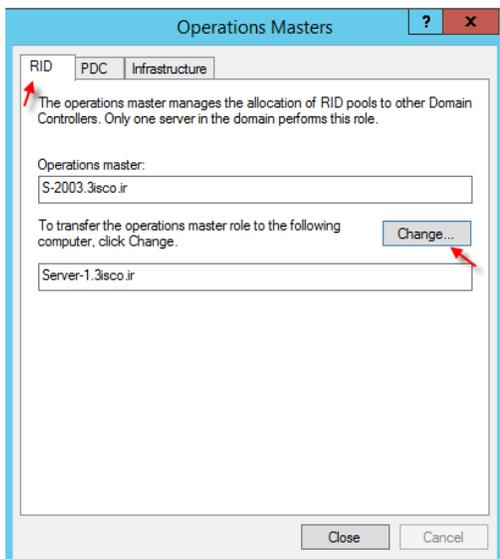 Operations Masters
? x
RID PDC Infrastructure
The operations master manages the allocation of RID pools to other Domain
Controllers. Only one server in the domain performs this role.
Operations master:
S-2003.3isco.ir
To transfer the operations master role to the following
computer, click Change.
Change...
Server-1.3isco.ir
Close Cancel